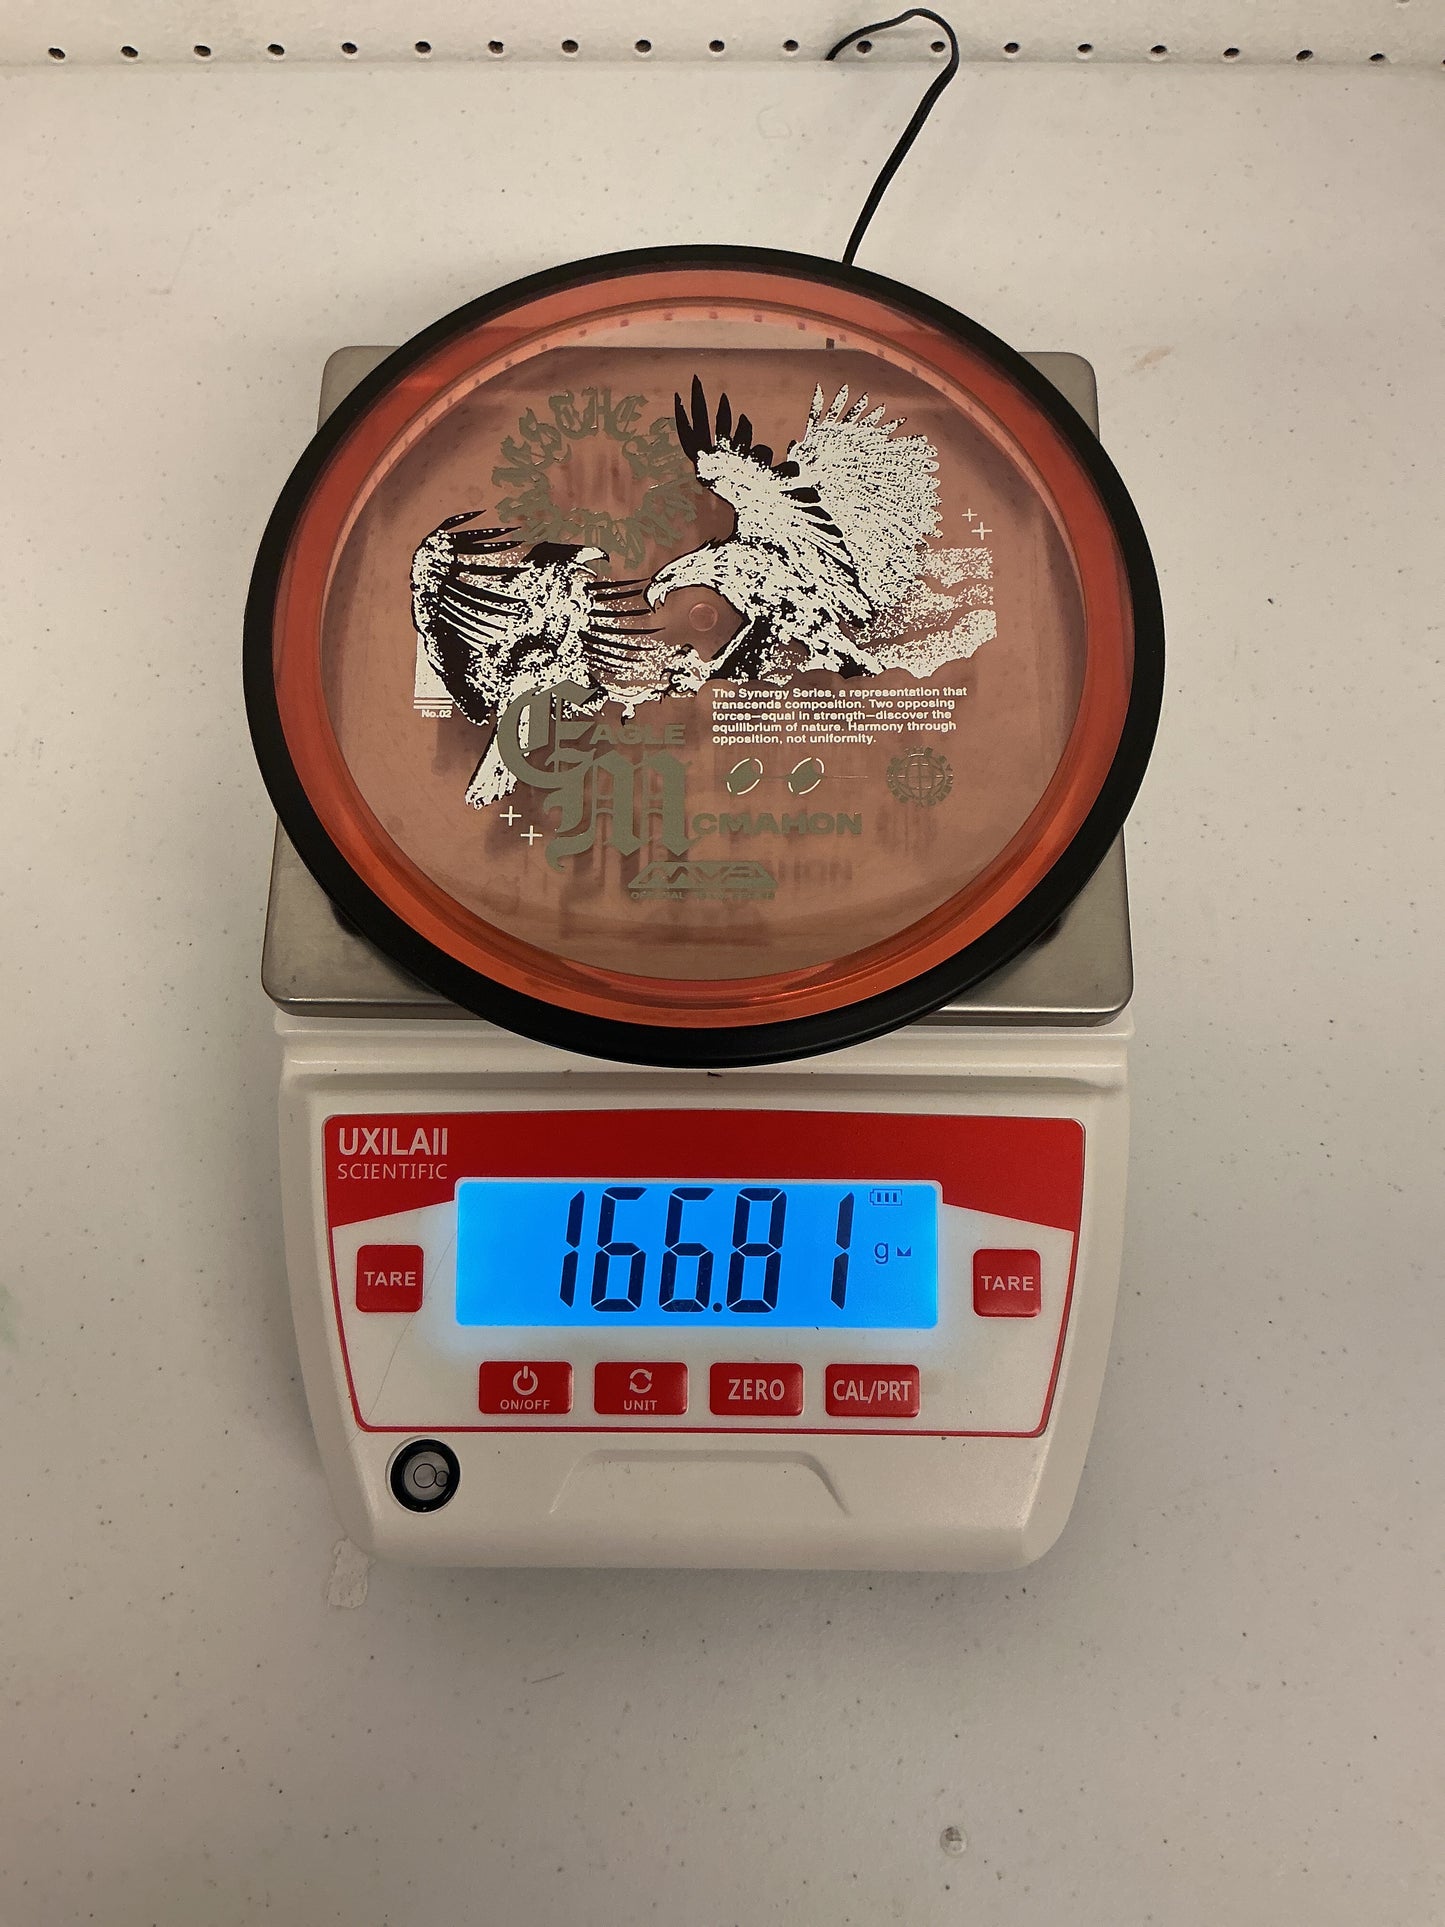 No.02
The Synergy Series, a representation that
transcends composition. Two opposing
forces—equal in strength—discover the
equilibrium of nature. Harmony through
opposition, not uniformity.
EAGLE
MCMAHON
MVP
UXILAII
SCIENTIFIC
166.81 g
TARE
TARE
ON/OFF
UNIT
ZERO
CAL/PRT